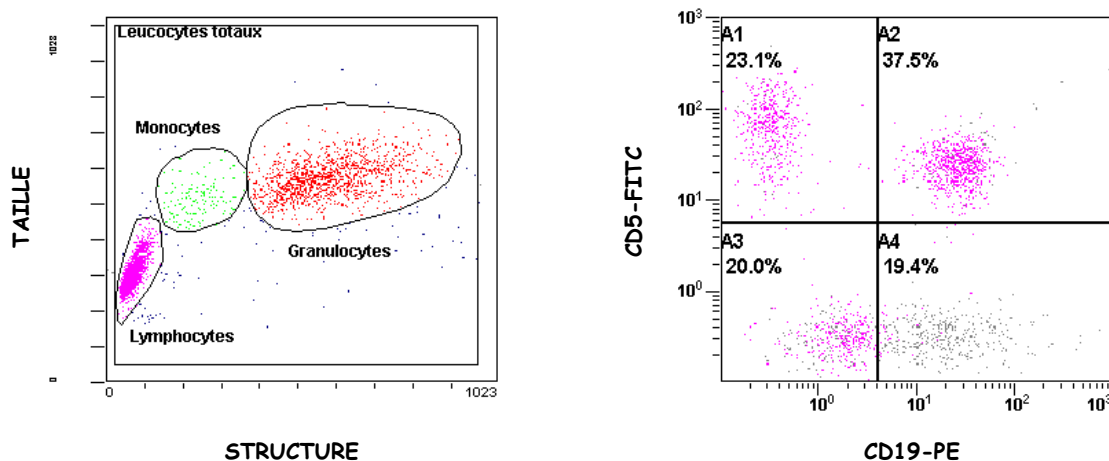 Leucocytes totaux
1023
Monocytes
TAILLE
Granulocytes
Lymphocytes
0
0
1023
STRUCTURE
10³
A1
23.1%
A2
37.5%
10²
CD5-FITC
10¹
A3
20.0%
A4
19.4%
10⁰
10⁰
10¹
10²
10³
CD19-PE